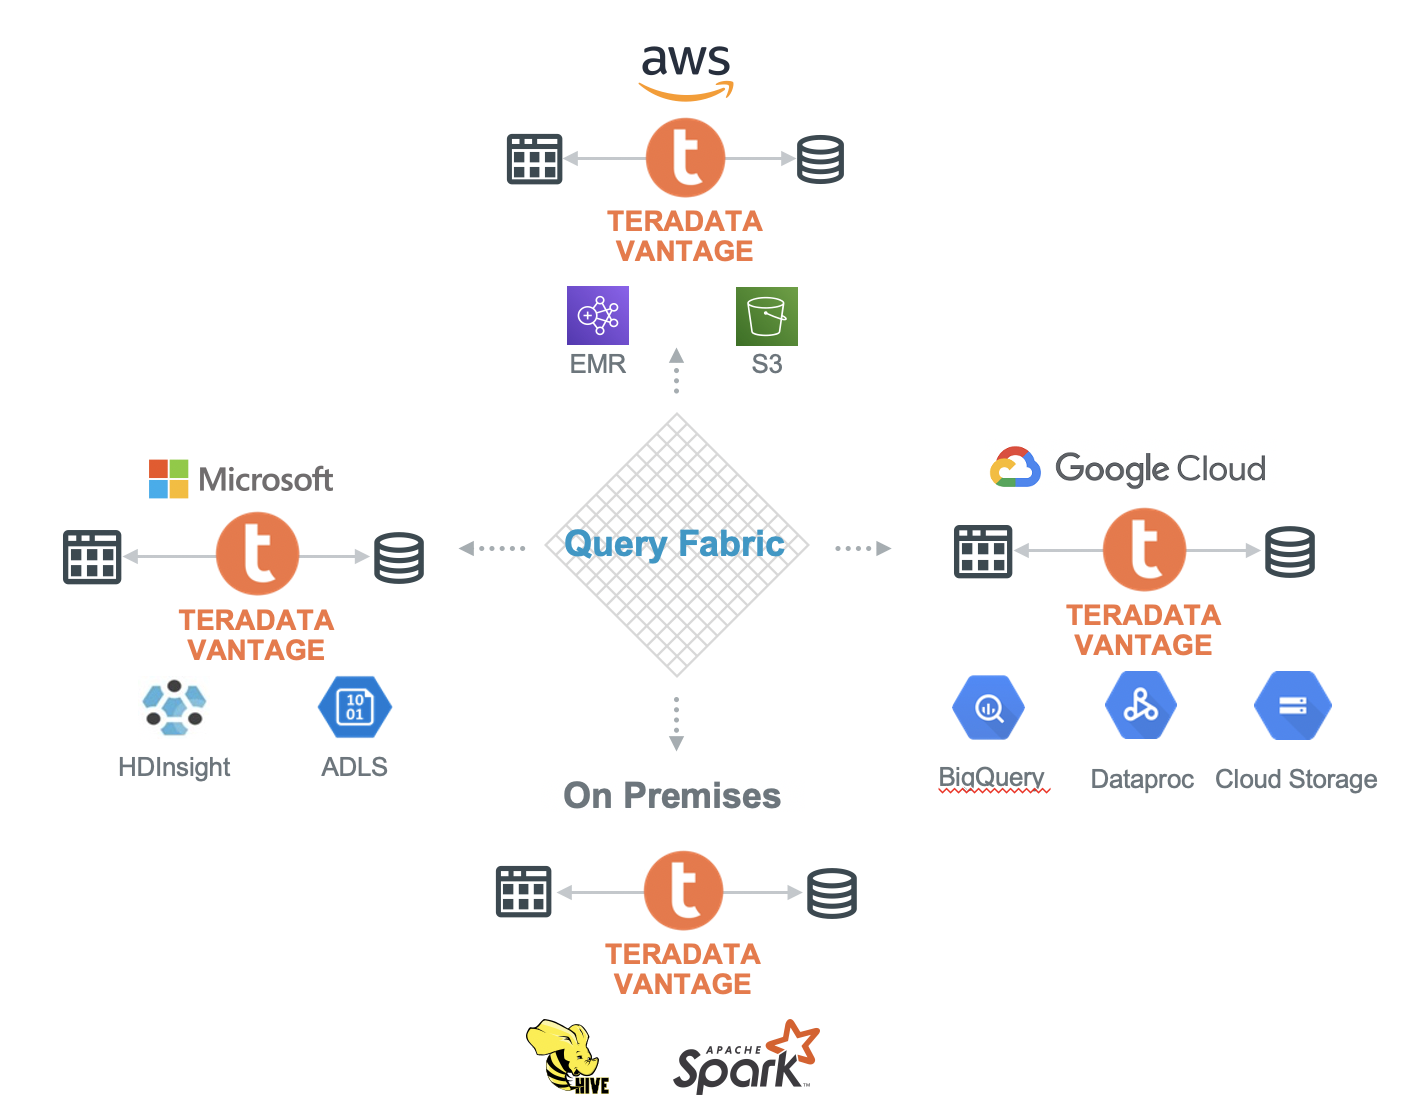 aws
TERADATA
VANTAGE
EMR
S3
Microsoft
TERADATA
VANTAGE
HDInsight
10
01
ADLS
Query Fabric
Google Cloud
TERADATA
VANTAGE
BigQuery
Dataproc
Cloud Storage
On Premises
TERADATA
VANTAGE
HIVE
APACHE
Spark
TM